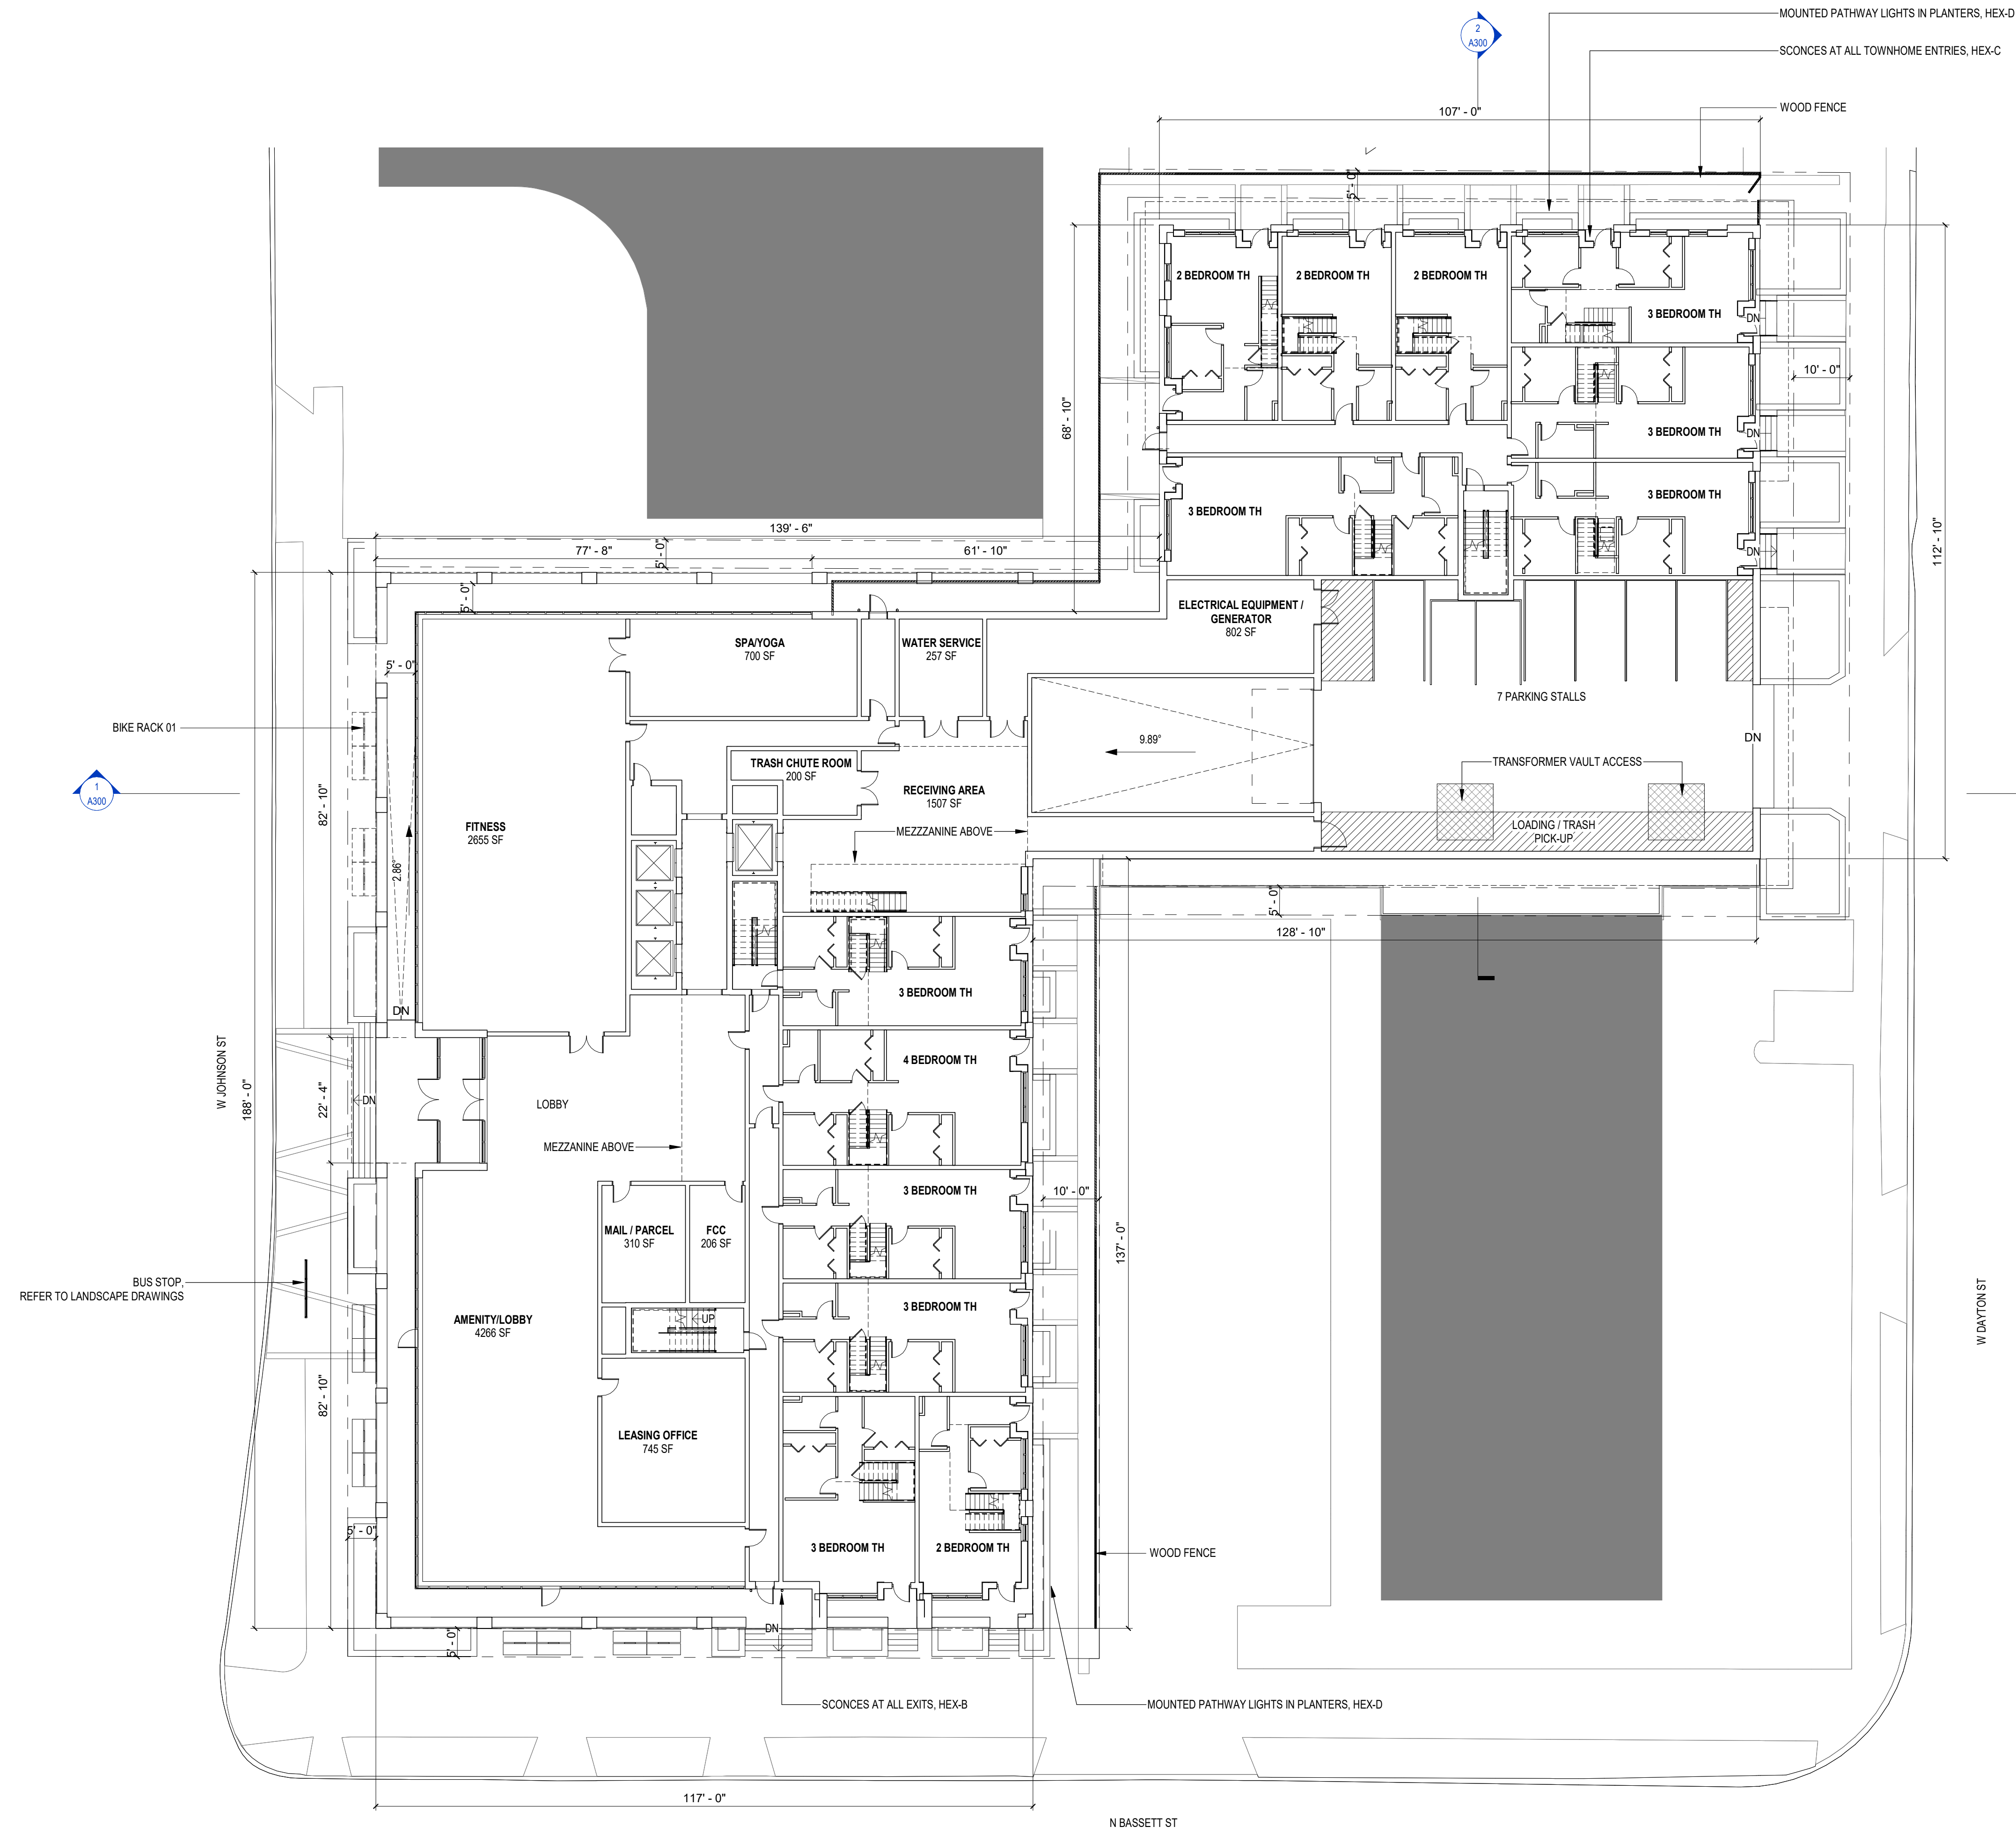 MOUNTED PATHWAY LIGHTS IN PLANTERS, HEX-D
2
A300
SCONCES AT ALL TOWNHOME ENTRIES, HEX-C
WOOD FENCE
107' - 0"
5' - 0"
2 BEDROOM TH
2 BEDROOM TH
2 BEDROOM TH
3 BEDROOM TH
DN
10' - 0"
68' - 10"
3 BEDROOM TH
DN
3 BEDROOM TH
3 BEDROOM TH
DN
112' - 10"
139' - 6"
77' - 8"
5' - 0"
61' - 10"
5' - 0"
ELECTRICAL EQUIPMENT /
GENERATOR
802 SF
SPA/YOGA
700 SF
WATER SERVICE
257 SF
5' - 0"
7 PARKING STALLS
BIKE RACK 01
9.89°
DN
TRASH CHUTE ROOM
200 SF
TRANSFORMER VAULT ACCESS
1
A300
82' - 10"
RECEIVING AREA
1507 SF
FITNESS
2655 SF
MEZZZANINE ABOVE
LOADING / TRASH
PICK-UP
2.86°
5' - 0"
128' - 10"
3 BEDROOM TH
DN
W JOHNSON ST
188' - 0"
22' - 4"
DN
LOBBY
4 BEDROOM TH
MEZZANINE ABOVE
3 BEDROOM TH
10' - 0"
137' - 0"
MAIL / PARCEL
310 SF
FCC
206 SF
BUS STOP,
REFER TO LANDSCAPE DRAWINGS
3 BEDROOM TH
UP
AMENITY/LOBBY
4266 SF
W DAYTON ST
82' - 10"
LEASING OFFICE
745 SF
5' - 0"
3 BEDROOM TH
2 BEDROOM TH
WOOD FENCE
DN
5' - 0"
SCONCES AT ALL EXITS, HEX-B
MOUNTED PATHWAY LIGHTS IN PLANTERS, HEX-D
117' - 0"
N BASSETT ST